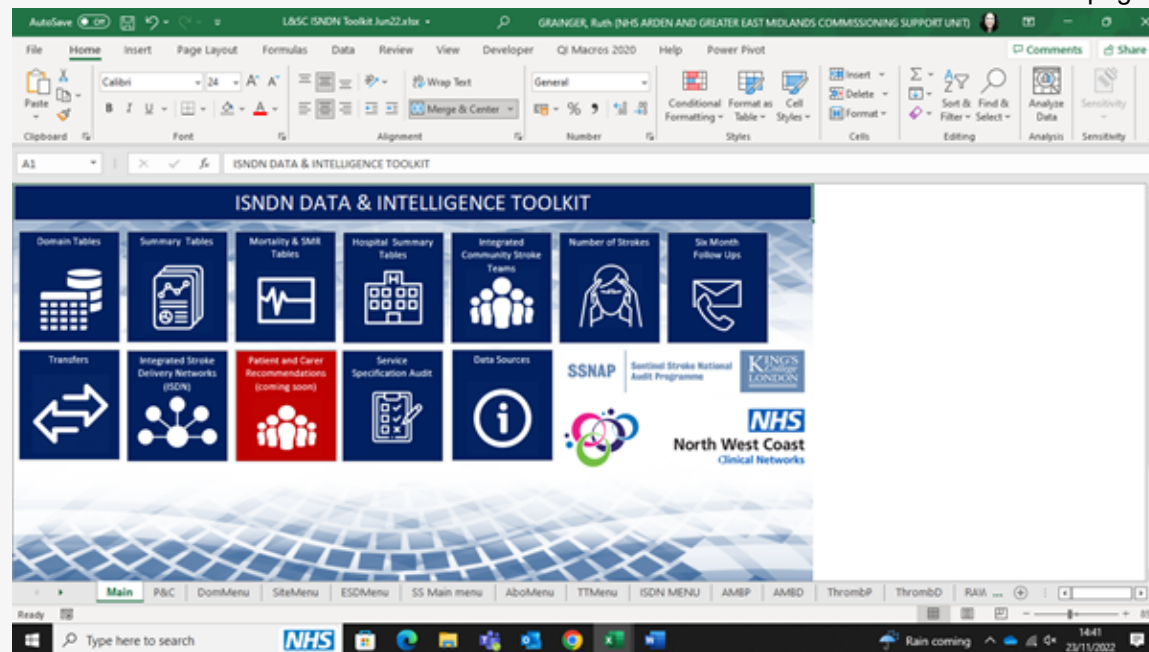 pag
AutoSave Off L&SC ISNDN Toolkit Jun22.xlsx GRAINGER, Ruth (NHS ARDEN AND GREATER EAST MIDLANDS COMMISSIONING SUPPORT UNIT)
File Home Insert Page Layout Formulas Data Review View Developer QI Macros 2020 Help Power Pivot Comments Share
Calibri 24 A A Wrap Text General Insert
Paste B I U A Merge & Center % Conditional Formatting Format as Table Cell Styles Delete Format Sort & Filter Find & Select Analyze Data Sensitivity
Clipboard Font Alignment Number Styles Cells Editing Analysis Sensitivity
A1 fx ISNDN DATA & INTELLIGENCE TOOLKIT
ISNDN DATA & INTELLIGENCE TOOLKIT
Domain Tables
Summary Tables
Mortality & SMR
Tables
Hospital Summary
Tables
Integrated
Community Stroke
Teams
Number of Strokes
Six Month
Follow Ups
Transfers
Integrated Stroke
Delivery Networks
(ISDN)
Patient and Carer
Recommendations
(coming soon)
Service
Specification Audit
Data Sources
SSNAP
Sentinel Stroke National
Audit Programme
KING'S
College
LONDON
NHS
North West Coast
Clinical Networks
Main P&C DomMenu SiteMenu ESDMenu SS Main menu AboMenu TTMenu ISDN MENU AMBP AMBD ThrombP ThrombD RAW ...
Ready
Type here to search NHS Rain coming 14:41
23/11/2022